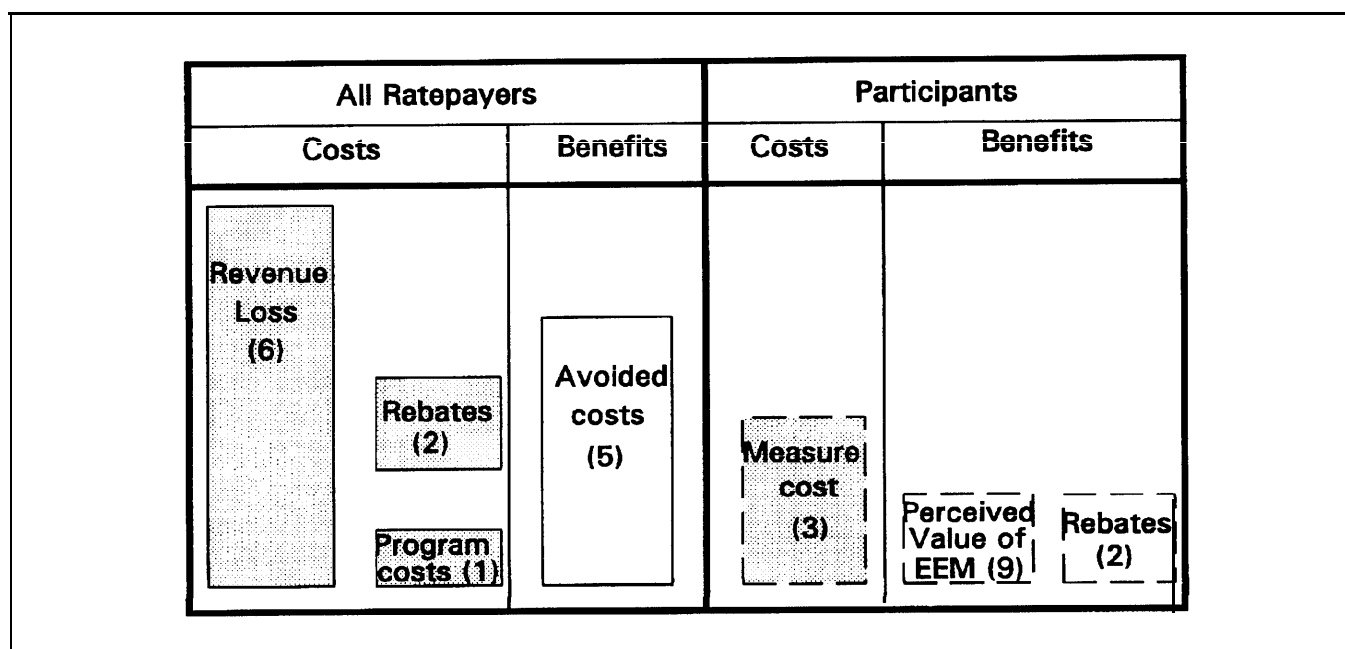 All Ratepayers
Participants
Costs
Benefits
Costs
Benefits
Revenue
Loss
(6)
Rebates
(2)
Program
costs (1)
Avoided
costs
(5)
Measure
cost
(3)
Perceived
Value of
EEM (9)
Rebates
(2)